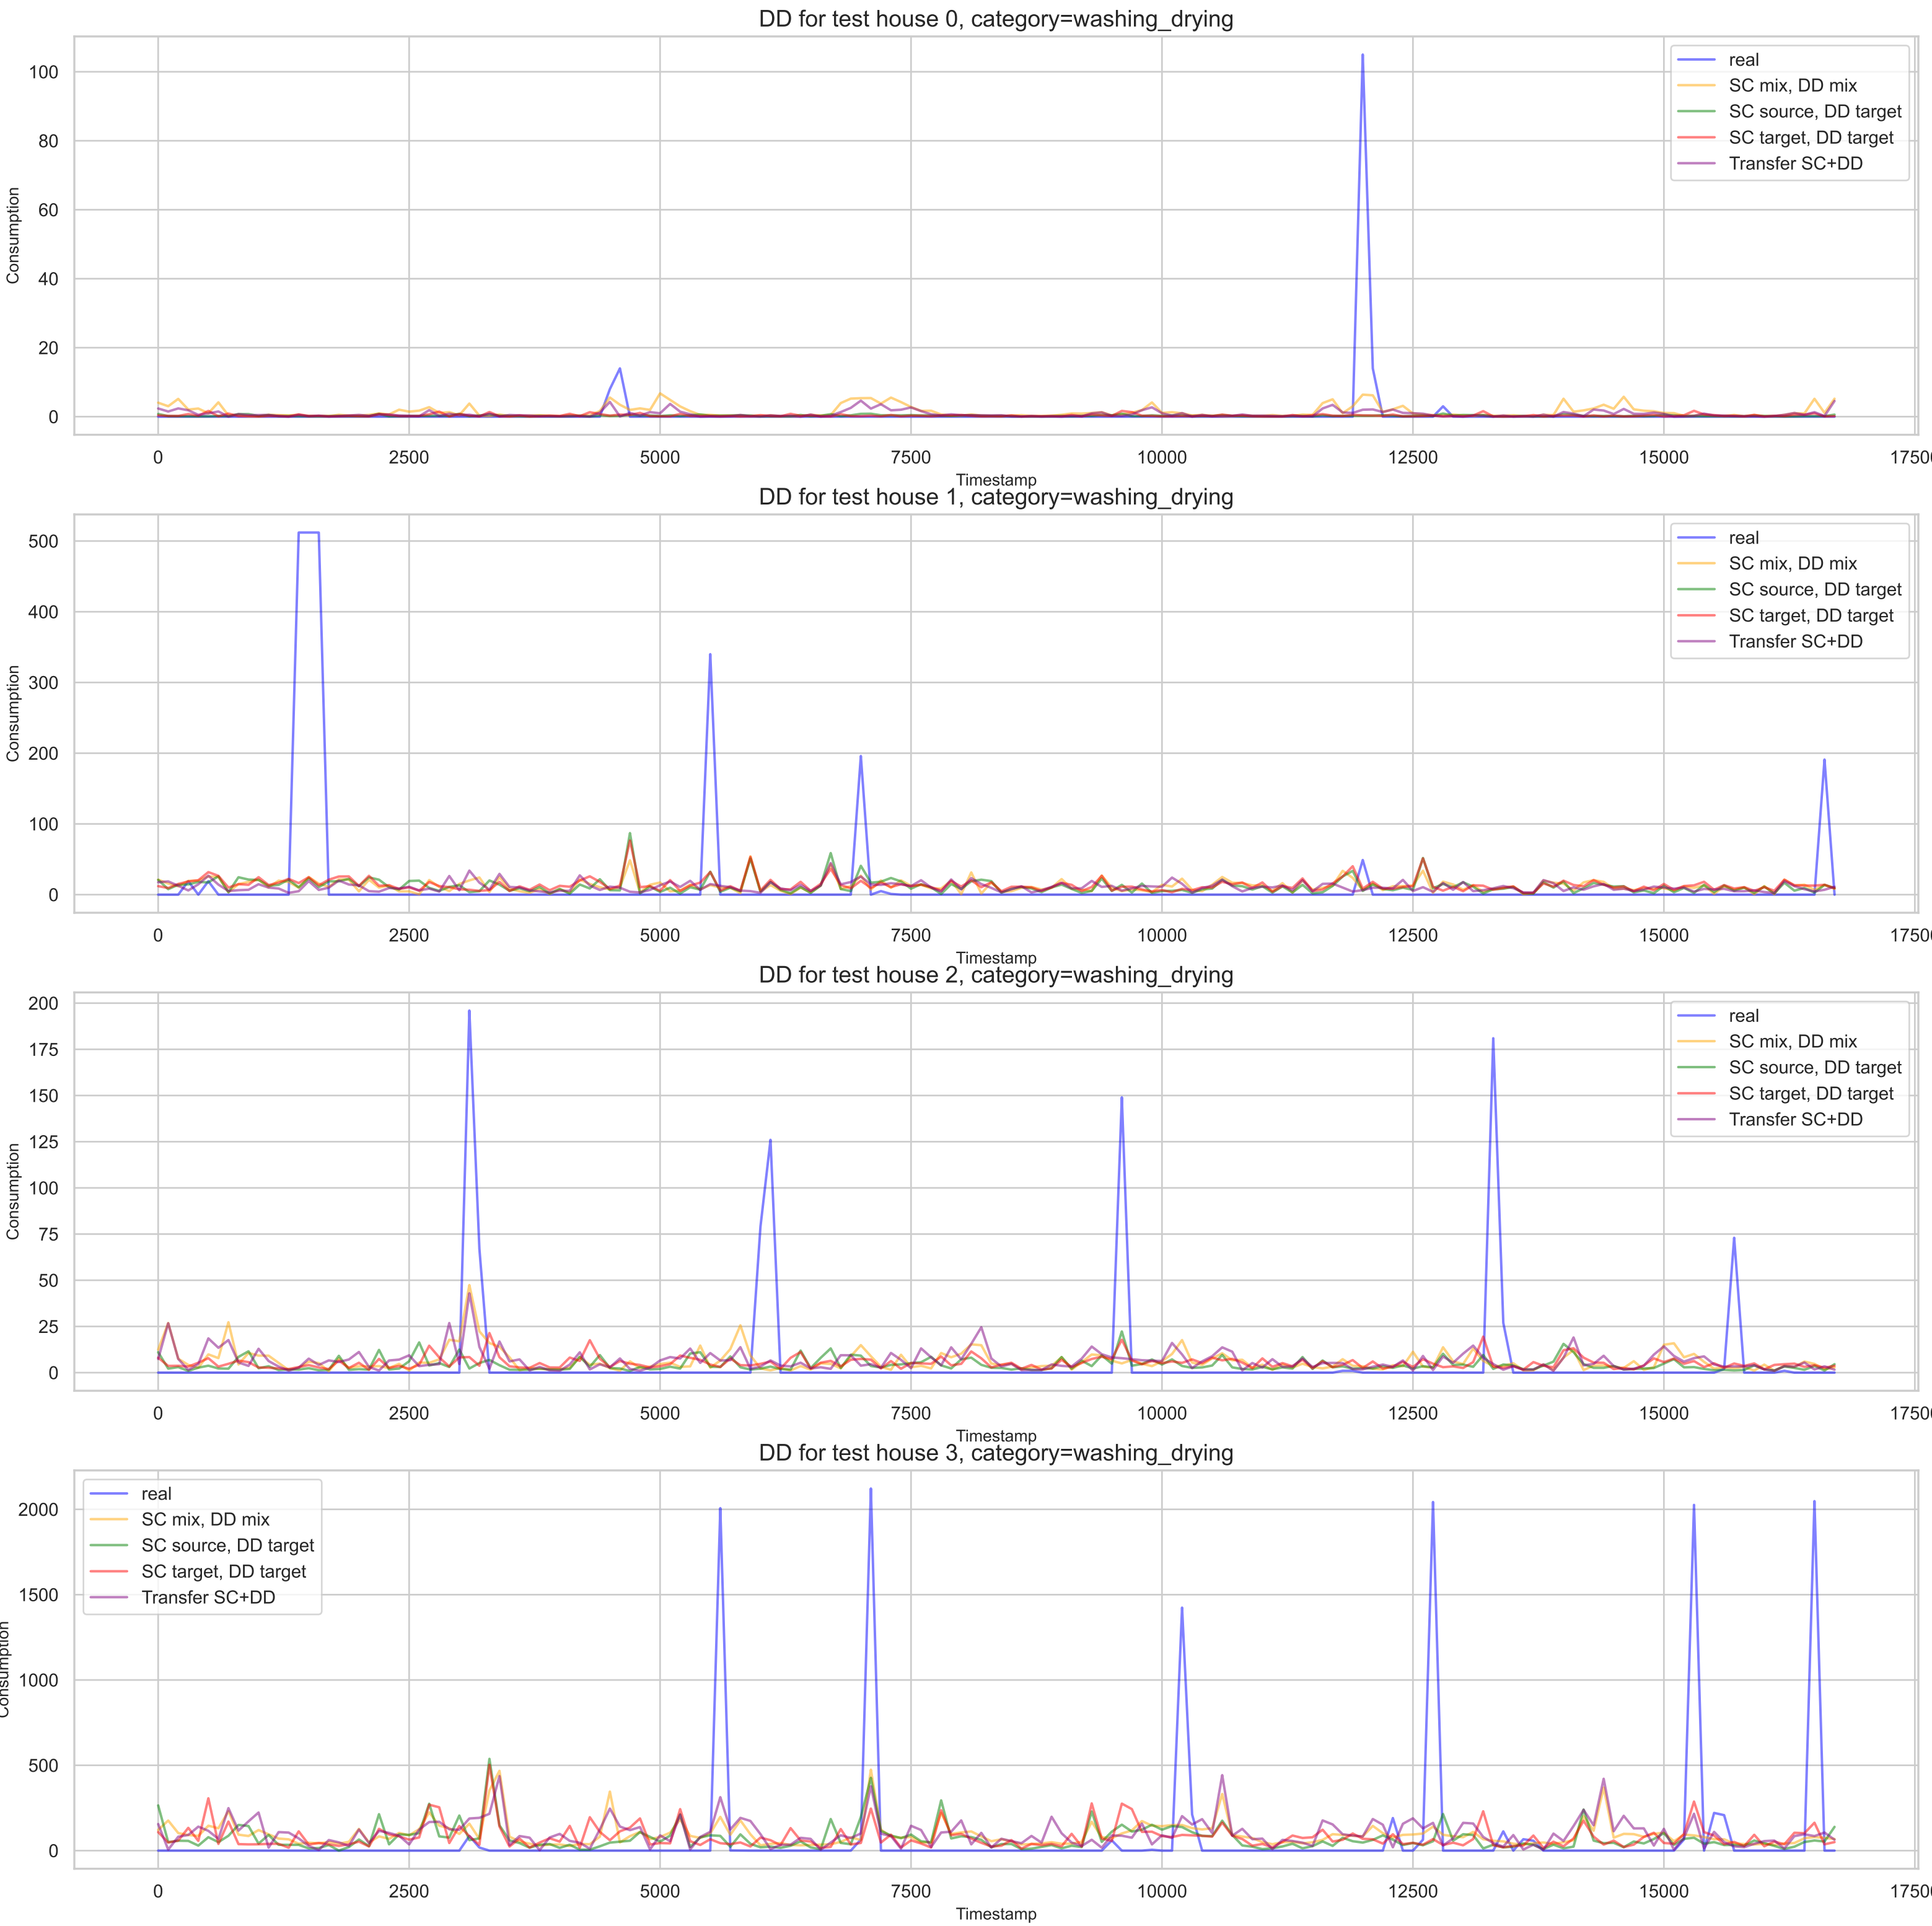 DD for test house 0, category=washing_drying
Consumption
100
80
60
40
20
0
real
SC mix, DD mix
SC source, DD target
SC target, DD target
Transfer SC+DD
0 2500 5000 7500 10000 12500 15000 1750
Timestamp
DD for test house 1, category=washing_drying
Consumption
500
400
300
200
100
0
real
SC mix, DD mix
SC source, DD target
SC target, DD target
Transfer SC+DD
0 2500 5000 7500 10000 12500 15000 1750
Timestamp
DD for test house 2, category=washing_drying
Consumption
200
175
150
125
100
75
50
25
0
real
SC mix, DD mix
SC source, DD target
SC target, DD target
Transfer SC+DD
0 2500 5000 7500 10000 12500 15000 1750
Timestamp
DD for test house 3, category=washing_drying
Consumption
2000
1500
1000
500
0
real
SC mix, DD mix
SC source, DD target
SC target, DD target
Transfer SC+DD
0 2500 5000 7500 10000 12500 15000 1750
Timestamp